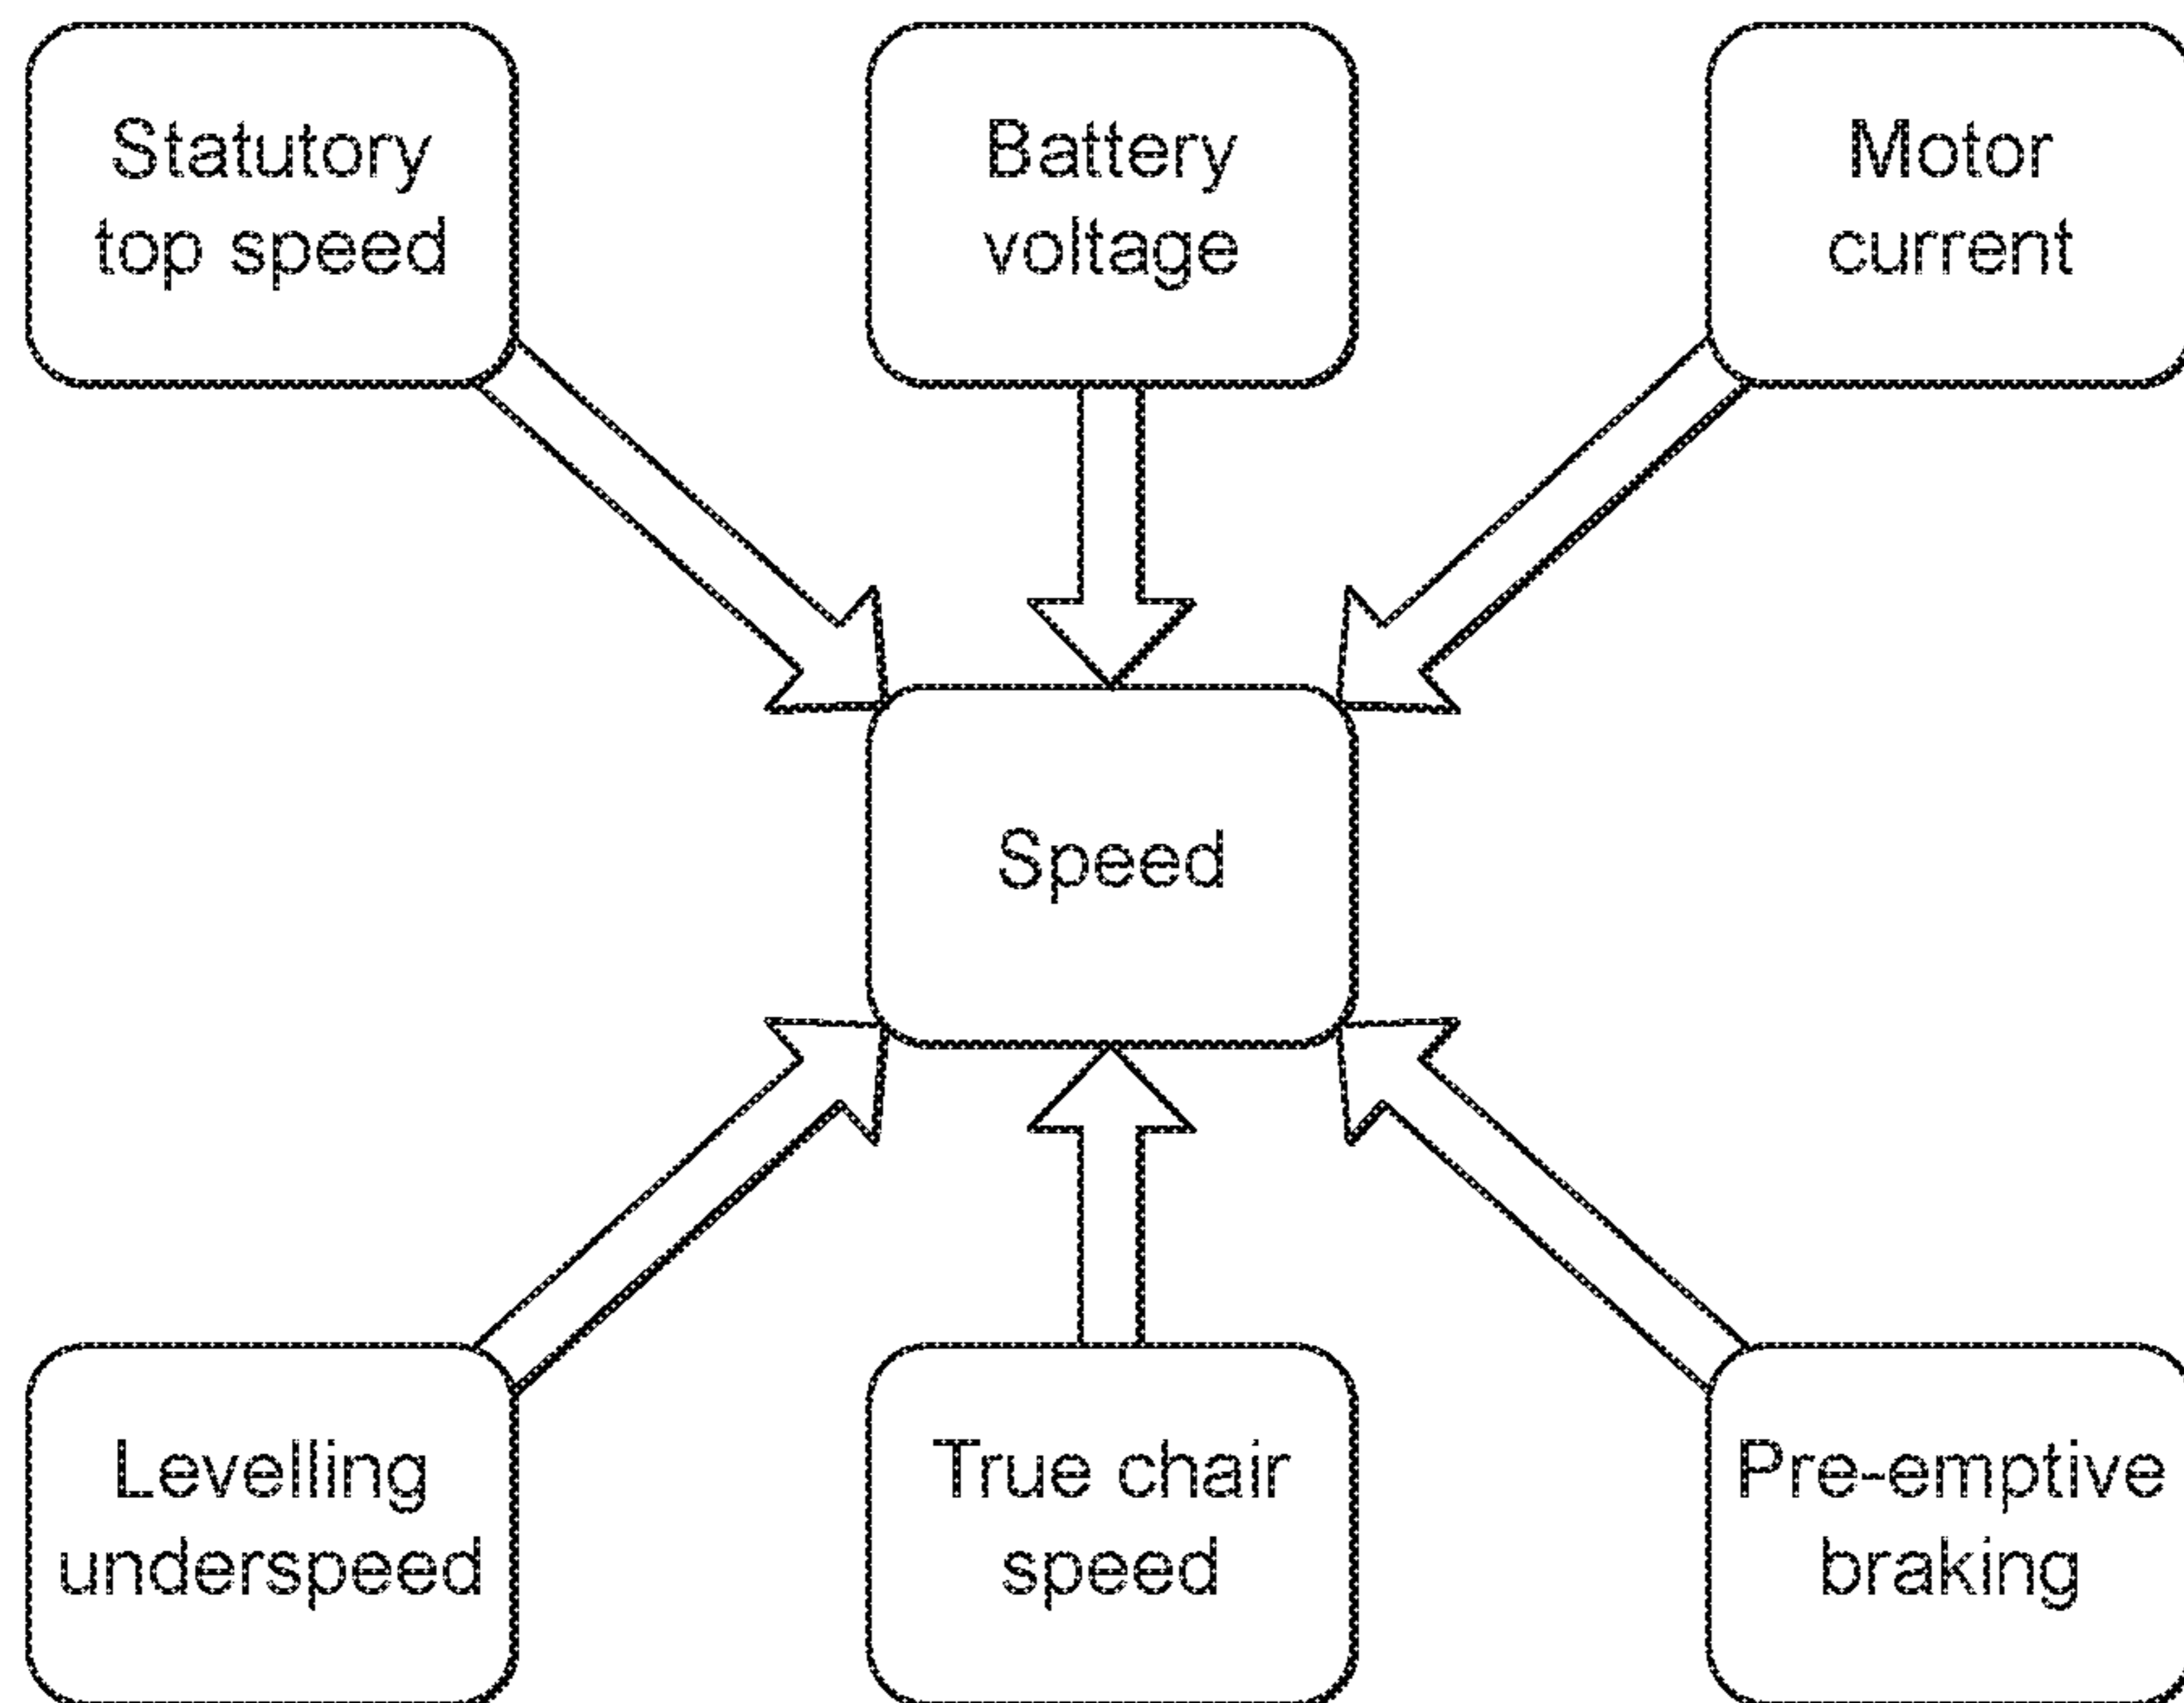 Statutory
top speed
Battery
voltage
Motor
current
Speed
Levelling
underspeed
True chair
speed
Pre-emptive
braking